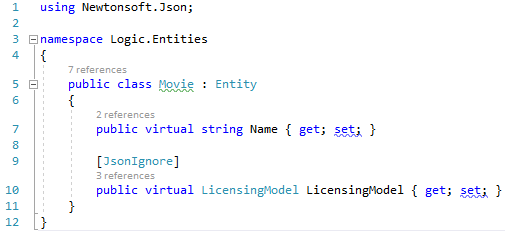 1 using Newtonsoft.Json;
2
3 namespace Logic.Entities
4 {
7 references
5 public class Movie : Entity
6 {
2 references
7 public virtual string Name { get; set; }
8
9 [JsonIgnore]
3 references
10 public virtual LicensingModel LicensingModel { get; set; }
11 }
12 }